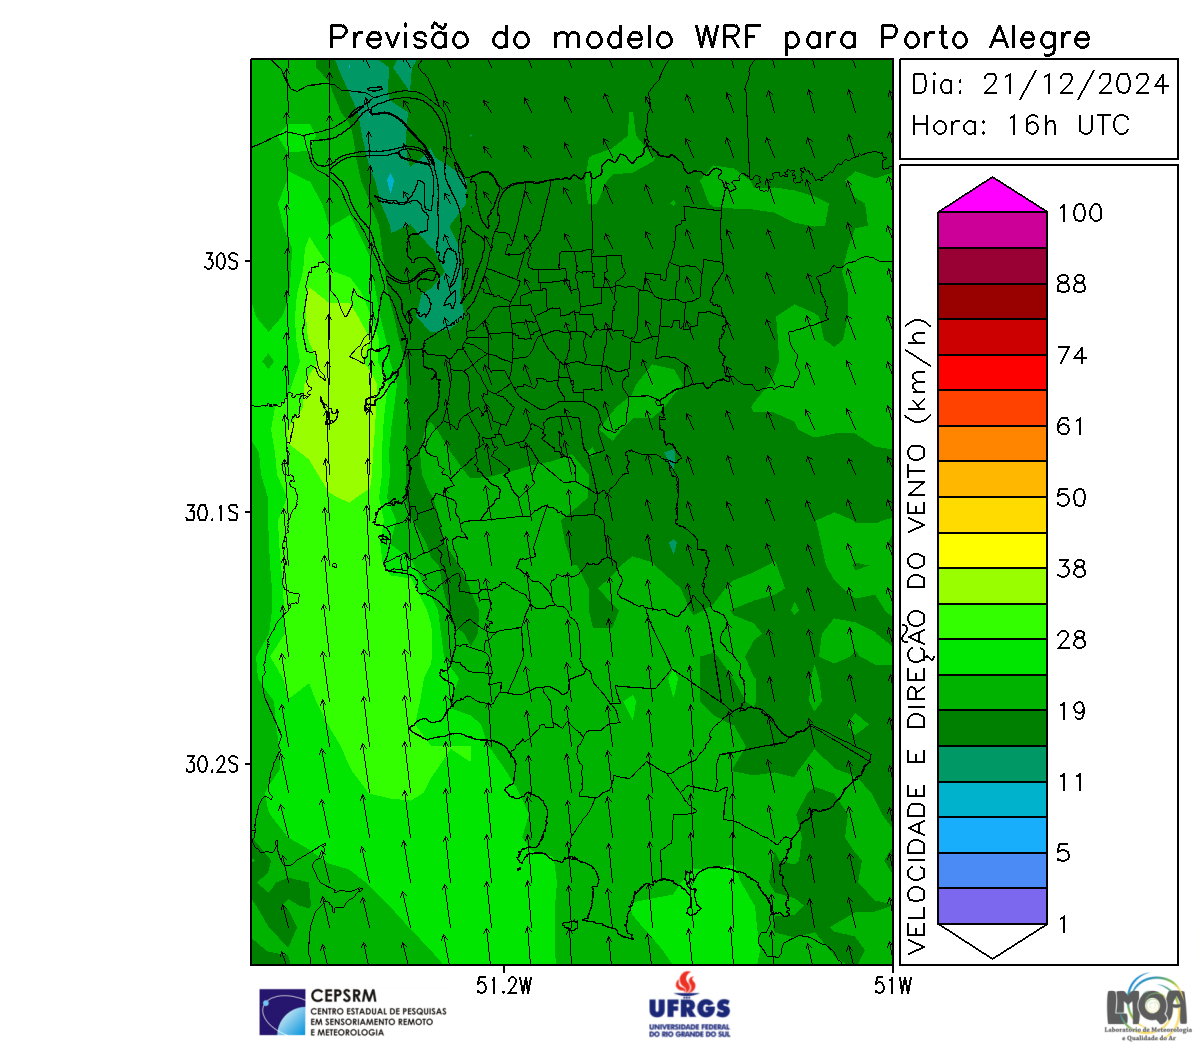 Previsão do modelo WRF para Porto Alegre
Dia: 21/12/2024
Hora: 16h UTC
100
88
74
61
50
38
28
19
11
5
1
VELOCIDADE E DIREÇÃO DO VENTO (km/h)
30S
30.1S
30.2S
51.2W
51W
CEPSRM
CENTRO ESTADUAL DE PESQUISAS
EM SENSORIAMENTO REMOTO
E METEOROLOGIA
UFRGS
UNIVERSIDADE FEDERAL
DO RIO GRANDE DO SUL
LMQA
Laboratório de Meteorologia
e Qualidade do Ar